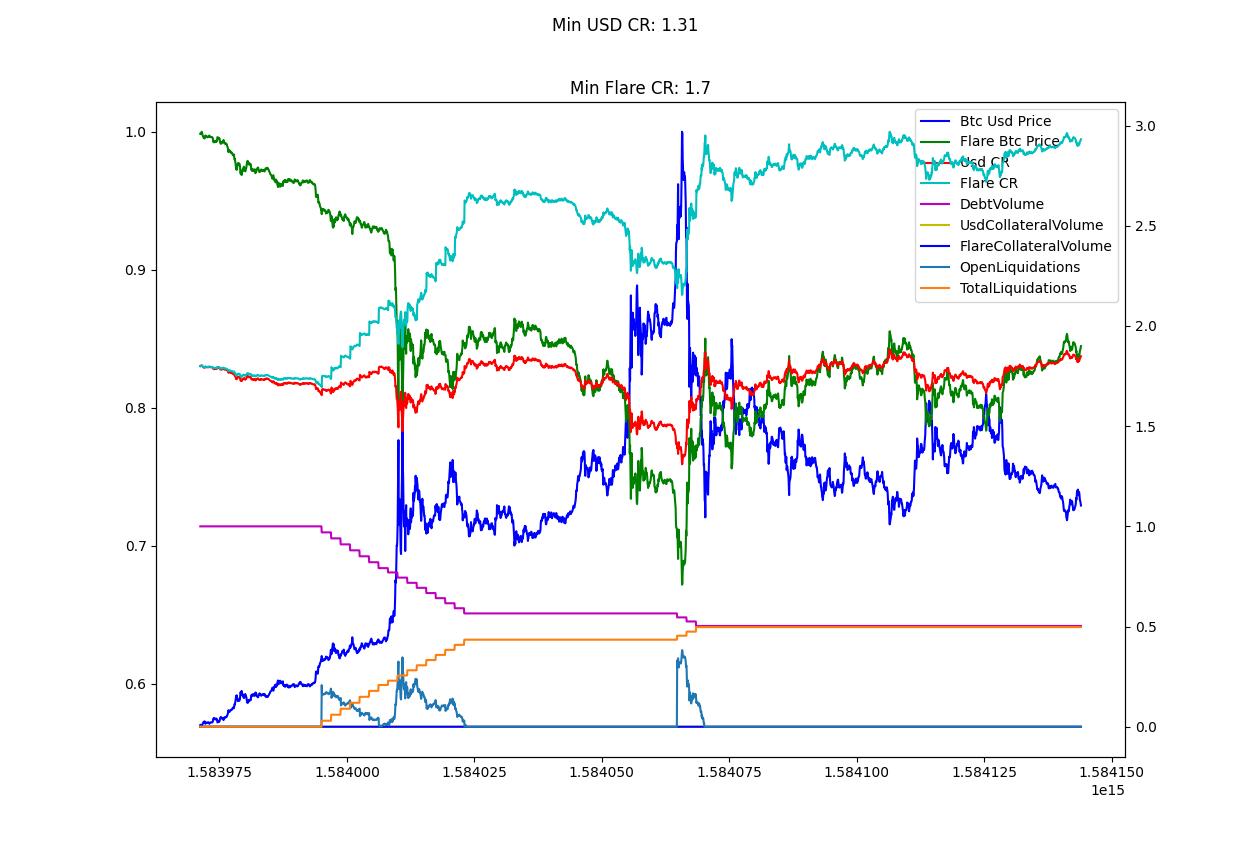 Min USD CR: 1.31
Min Flare CR: 1.7
1.0
0.9
0.8
0.7
0.6
3.0
2.5
2.0
1.5
1.0
0.5
0.0
Btc Usd Price
Flare Btc Price
Usd CR
Flare CR
DebtVolume
UsdCollateralVolume
FlareCollateralVolume
OpenLiquidations
TotalLiquidations
1.583975 1.584000 1.584025 1.584050 1.584075 1.584100 1.584125 1.584150
1e15